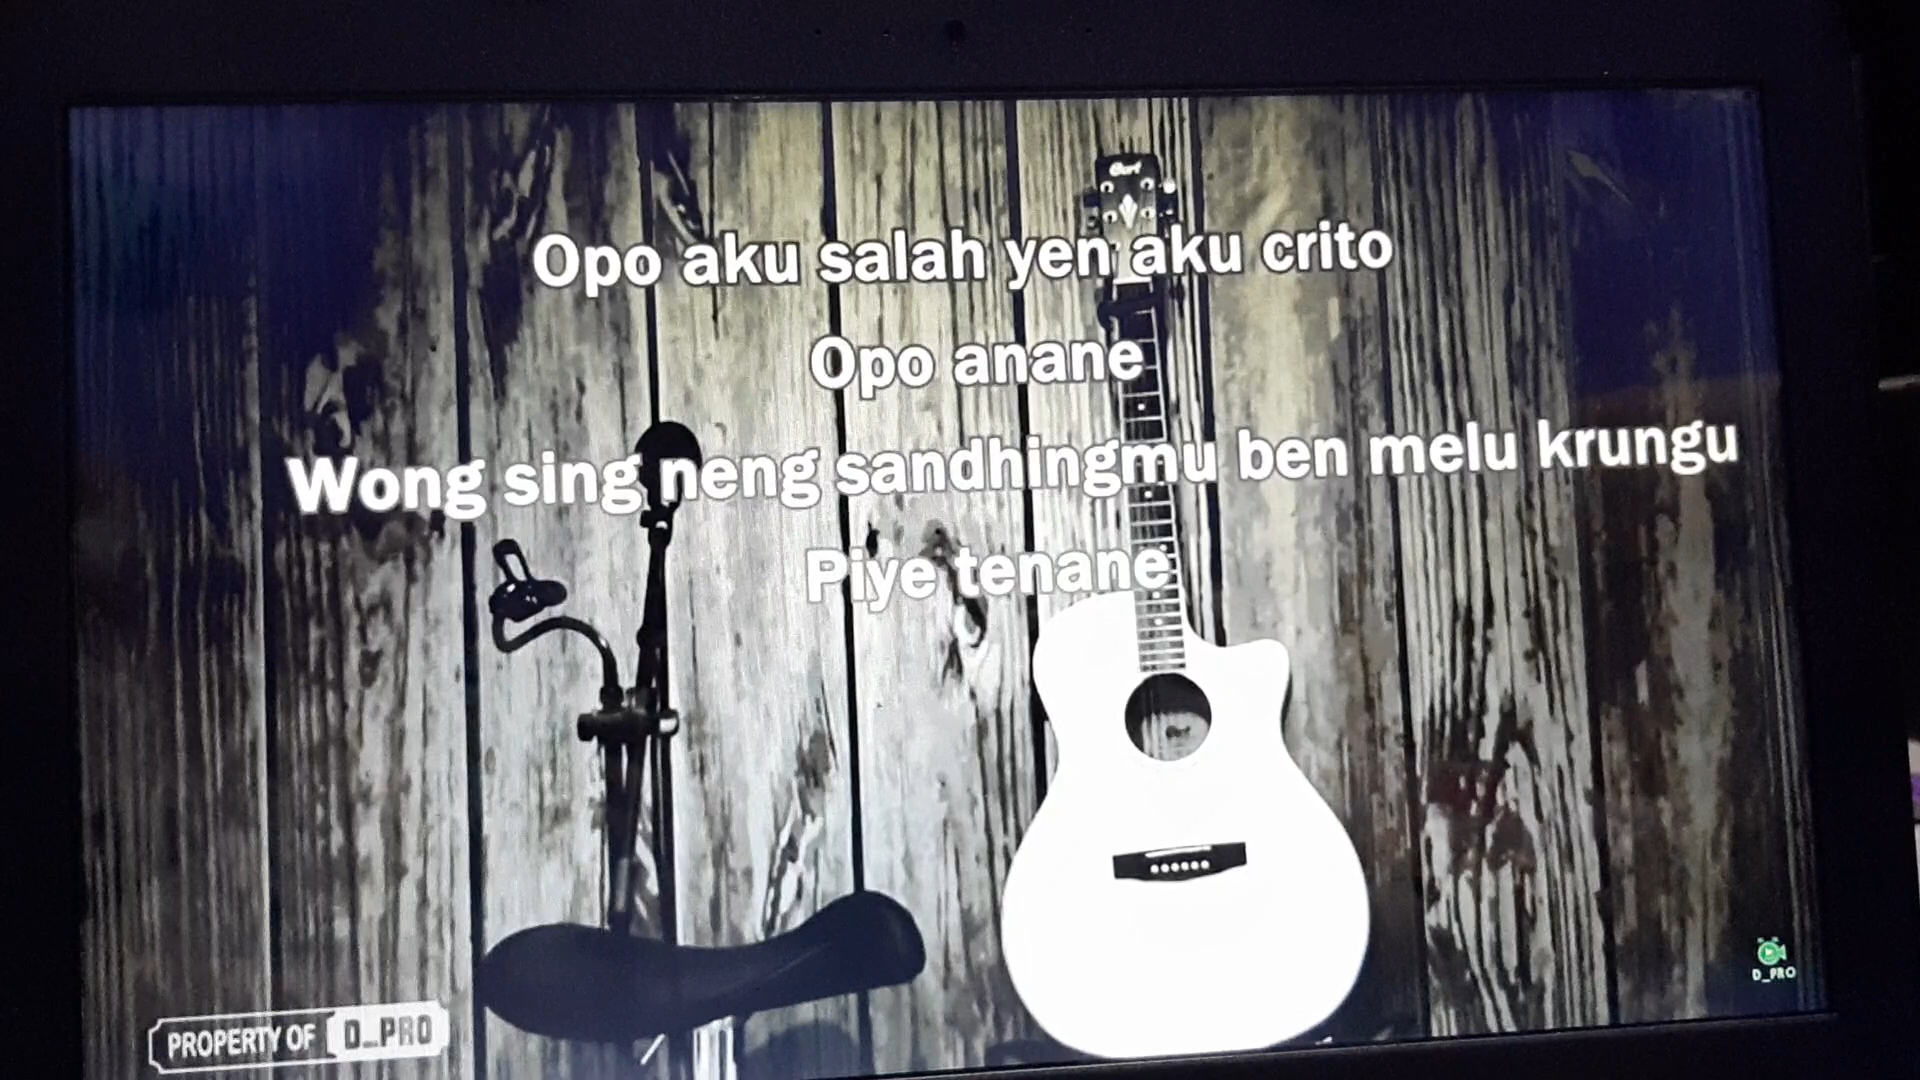 Cort
Opo aku salah yen aku crito
Opo anane
Wong sing neng sandhingmu ben melu krungu
Piye tenane
D_PRO
PROPERTY OF D_PRO